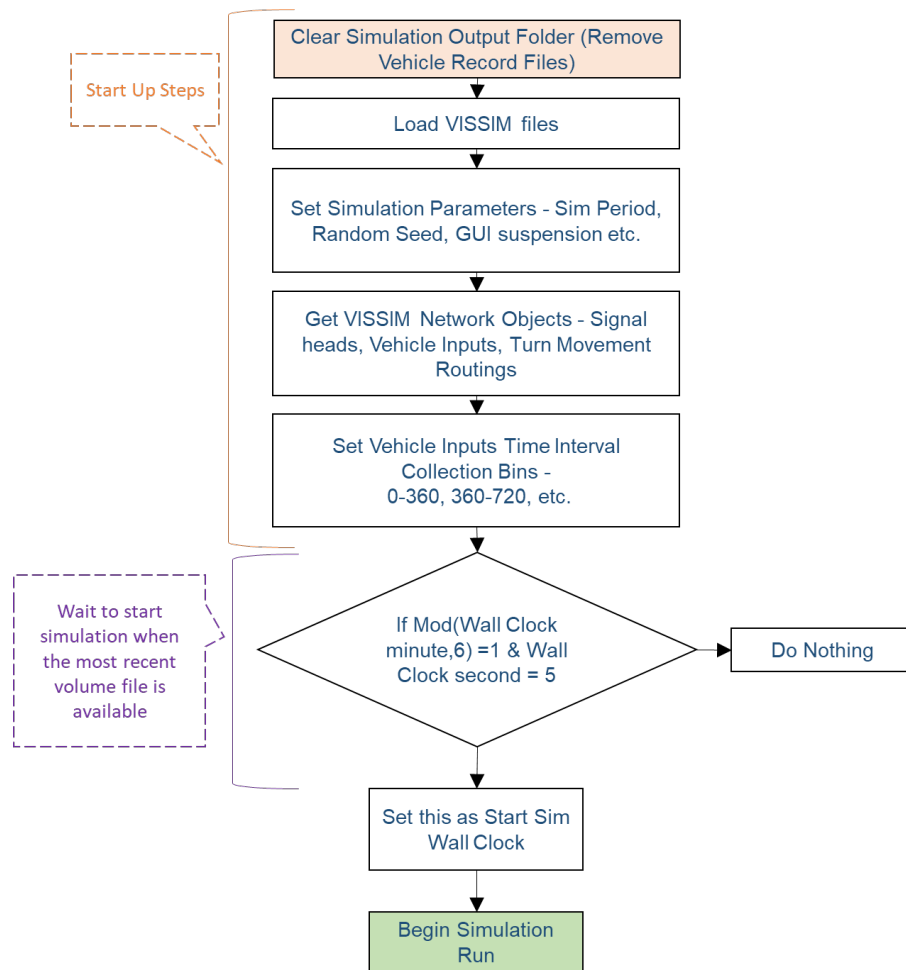 Clear Simulation Output Folder (Remove
Vehicle Record Files)
Start Up Steps
Load VISSIM files
Set Simulation Parameters - Sim Period,
Random Seed, GUI suspension etc.
Get VISSIM Network Objects - Signal
heads, Vehicle Inputs, Turn Movement
Routings
Set Vehicle Inputs Time Interval
Collection Bins -
0-360, 360-720, etc.
Wait to start
simulation when
the most recent
volume file is
available
If Mod(Wall Clock
minute,6) =1 & Wall
Clock second = 5
Do Nothing
Set this as Start Sim
Wall Clock
Begin Simulation
Run